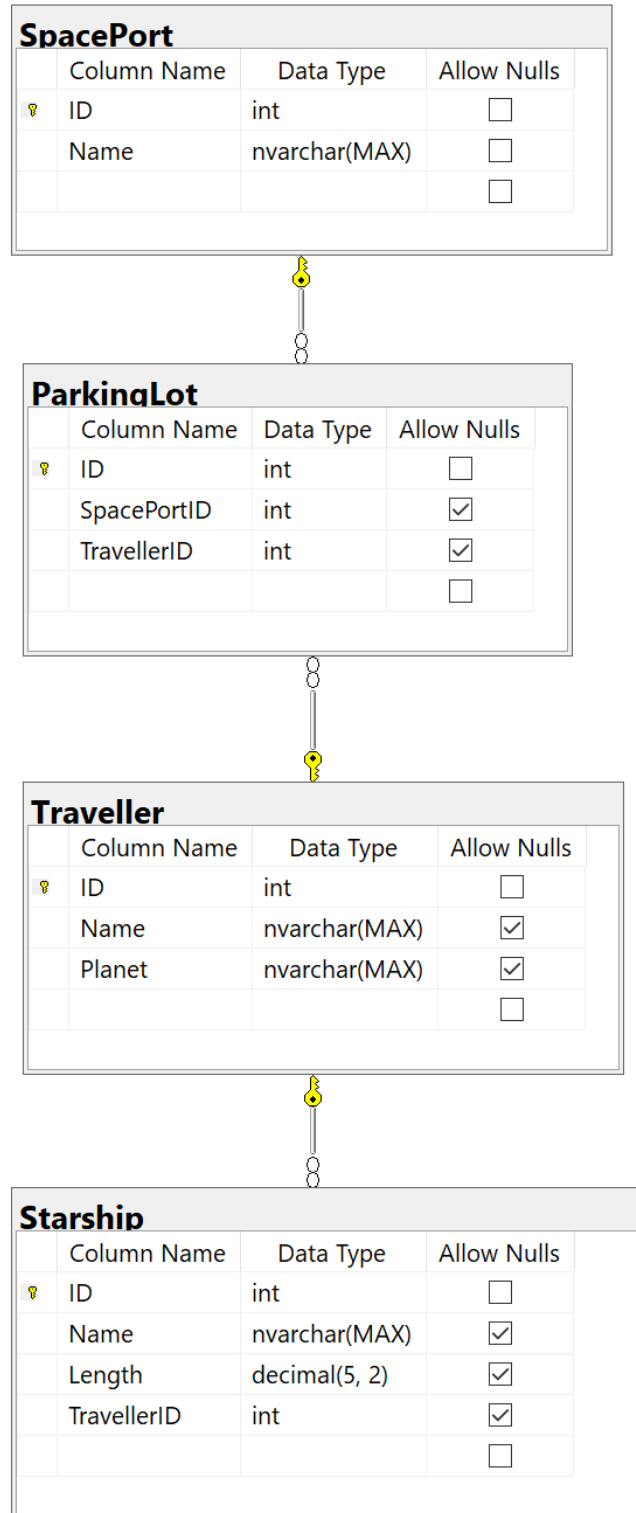 SpacePort
Column Name Data Type Allow Nulls
ID int
Name nvarchar(MAX)
ParkingLot
Column Name Data Type Allow Nulls
ID int
SpacePortID int
TravellerID int
Traveller
Column Name Data Type Allow Nulls
ID int
Name nvarchar(MAX)
Planet nvarchar(MAX)
Starship
Column Name Data Type Allow Nulls
ID int
Name nvarchar(MAX)
Length decimal(5, 2)
TravellerID int